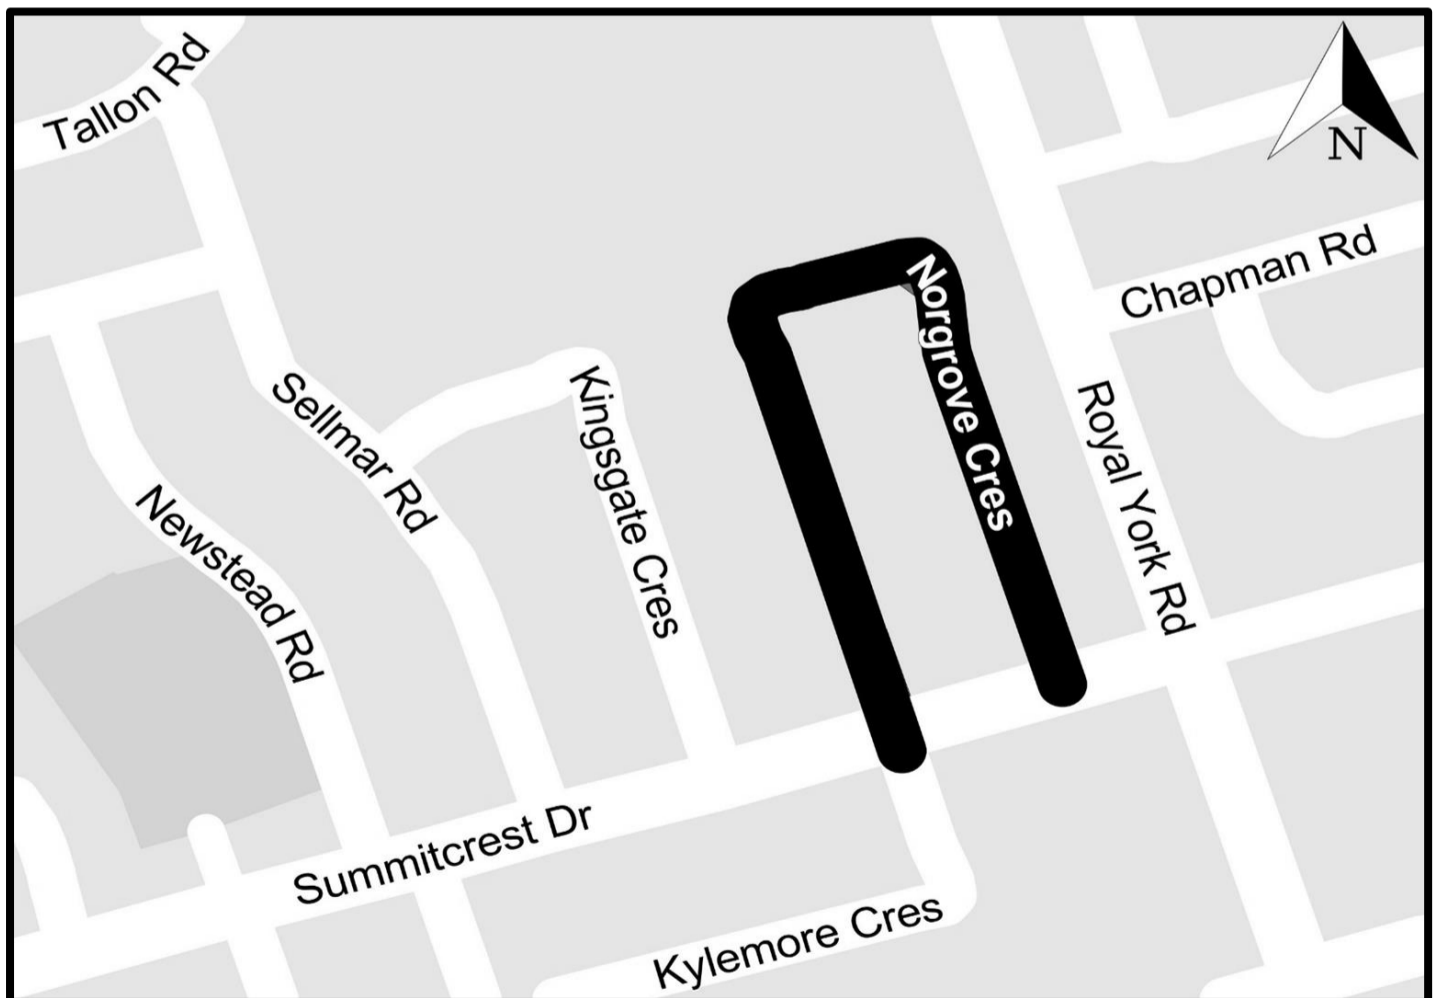 Tallon Rd
N
Chapman Rd
Norgrove Cres
Sellmar Rd
Kingsgate Cres
Royal York Rd
Newstead Rd
Summitcrest Dr
Kylemore Cres